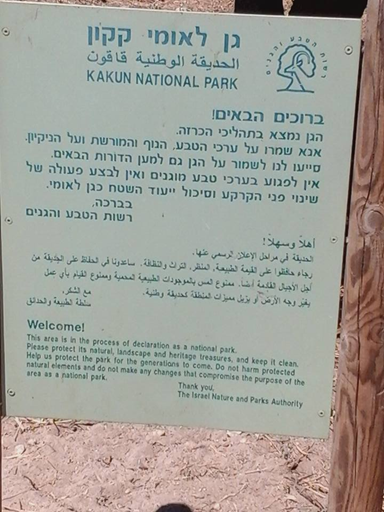 גן לאומי קקון
الحديقة الوطنية قاقون
KAKUN NATIONAL PARK
רשות הטבע והגנים
ברוכים הבאים!
הגן נמצא בתהליכי הכרזה.
אנא שמרו על ערכי הטבע, הנוף והמורשת ועל הניקיון.
סייעו לנו לשמור על הגן גם למען הדורות הבאים.
אין לפגוע בערכי טבע מוגנים ואין לבצע פעולה של
שינוי פני הקרקע וסיכול ייעוד השטח כגן לאומי.
בברכה,
רשות הטבע והגנים
أهلاً وسهلاً!
الحديقة في مراحل الإعلان الرسمي عنها.
رجاء حافظوا على القيمة الطبيعية، المنظر، التراث والنظافة. ساعدونا في الحفاظ على الحديقة من
أجل الأجيال القادمة أيضاً. ممنوع المس بالموجودات الطبيعية المحمية وممنوع القيام بأي عمل
يغير وجه الأرض أو يزيل مميزات المنطقة كحديقة وطنية.
مع الشكر،
سلطة الطبيعة والحدائق
Welcome!
This area is in the process of declaration as a national park.
Please protect its natural, landscape and heritage treasures, and keep it clean.
Help us protect the park for the generations to come. Do not harm protected
natural elements and do not make any changes that compromise the purpose of the
area as a national park.
Thank you,
The Israel Nature and Parks Authority